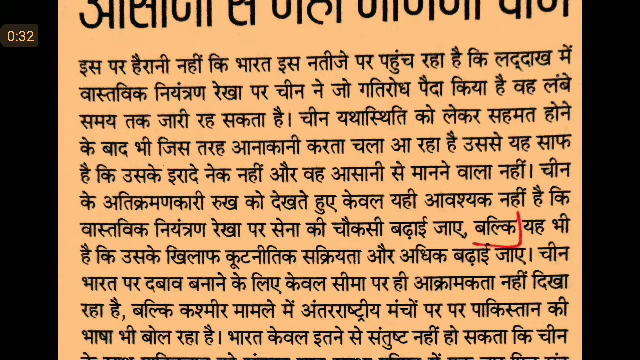 0:32
आसानी से नहीं मानेगा चीन
इस पर हैरानी नहीं कि भारत इस नतीजे पर पहुंच रहा है कि लद्दाख में
वास्तविक नियंत्रण रेखा पर चीन ने जो गतिरोध पैदा किया है वह लंबे
समय तक जारी रह सकता है। चीन यथास्थिति को लेकर सहमत होने
के बाद भी जिस तरह आनाकानी करता चला आ रहा है उससे यह साफ
है कि उसके इरादे नेक नहीं और वह आसानी से मानने वाला नहीं। चीन
के अतिक्रमणकारी रुख को देखते हुए केवल यही आवश्यक नहीं है कि
वास्तविक नियंत्रण रेखा पर सेना की चौकसी बढ़ाई जाए, बल्कि यह भी
है कि उसके खिलाफ कूटनीतिक सक्रियता और अधिक बढ़ाई जाए। चीन
भारत पर दबाव बनाने के लिए केवल सीमा पर ही आक्रामकता नहीं दिखा
रहा है, बल्कि कश्मीर मामले में अंतरराष्ट्रीय मंचों पर पर पाकिस्तान की
भाषा भी बोल रहा है। भारत केवल इतने से संतुष्ट नहीं हो सकता कि चीन